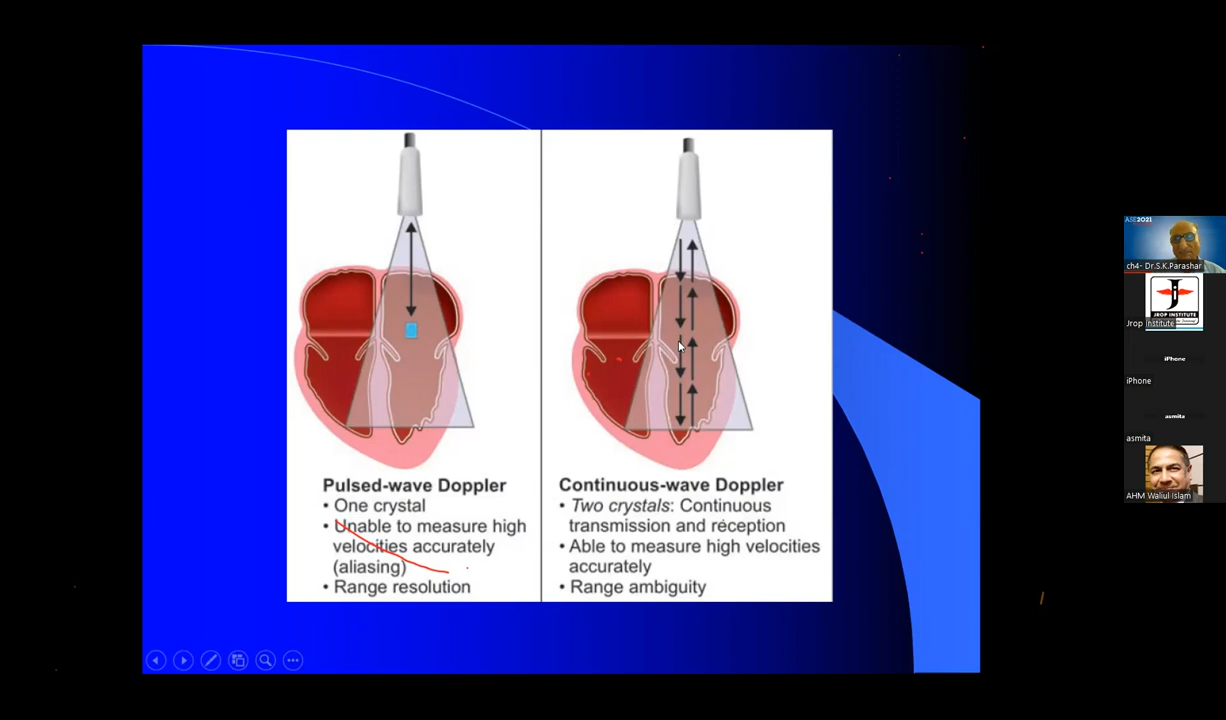 Pulsed-wave Doppler
• One crystal
• Unable to measure high
velocities accurately
(aliasing)
• Range resolution
Continuous-wave Doppler
• Two crystals: Continuous
transmission and reception
• Able to measure high velocities
accurately
• Range ambiguity
ASE2021
ch4- Dr.S.K.Parashar
JROP INSTITUTE
Jrop Institute
iPhone
iPhone
asmita
asmita
AHM Waliul Islam